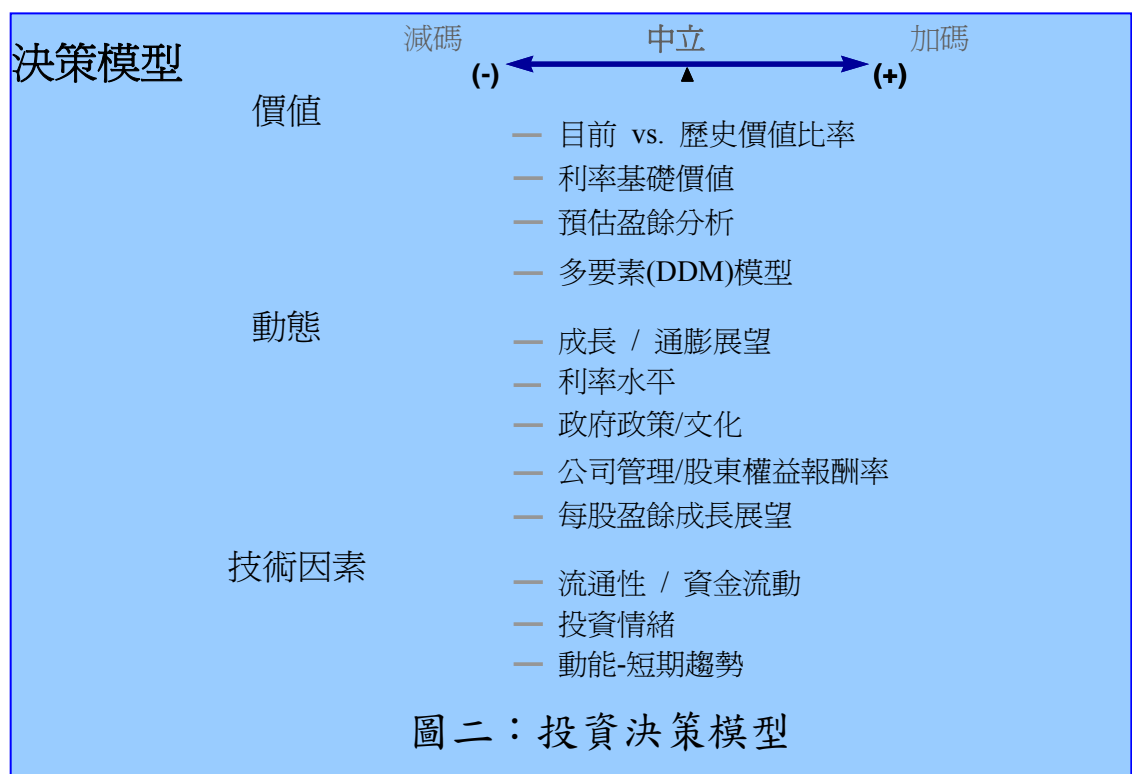 減碼 中立 加碼
決策模型
(-) (+)
價值
— 目前 vs. 歷史價值比率
— 利率基礎價值
— 預估盈餘分析
— 多要素(DDM)模型
動態
— 成長 / 通膨展望
— 利率水平
— 政府政策/文化
— 公司管理/股東權益報酬率
— 每股盈餘成長展望
技術因素
— 流通性 / 資金流動
— 投資情緒
— 動能-短期趨勢
圖二：投資決策模型